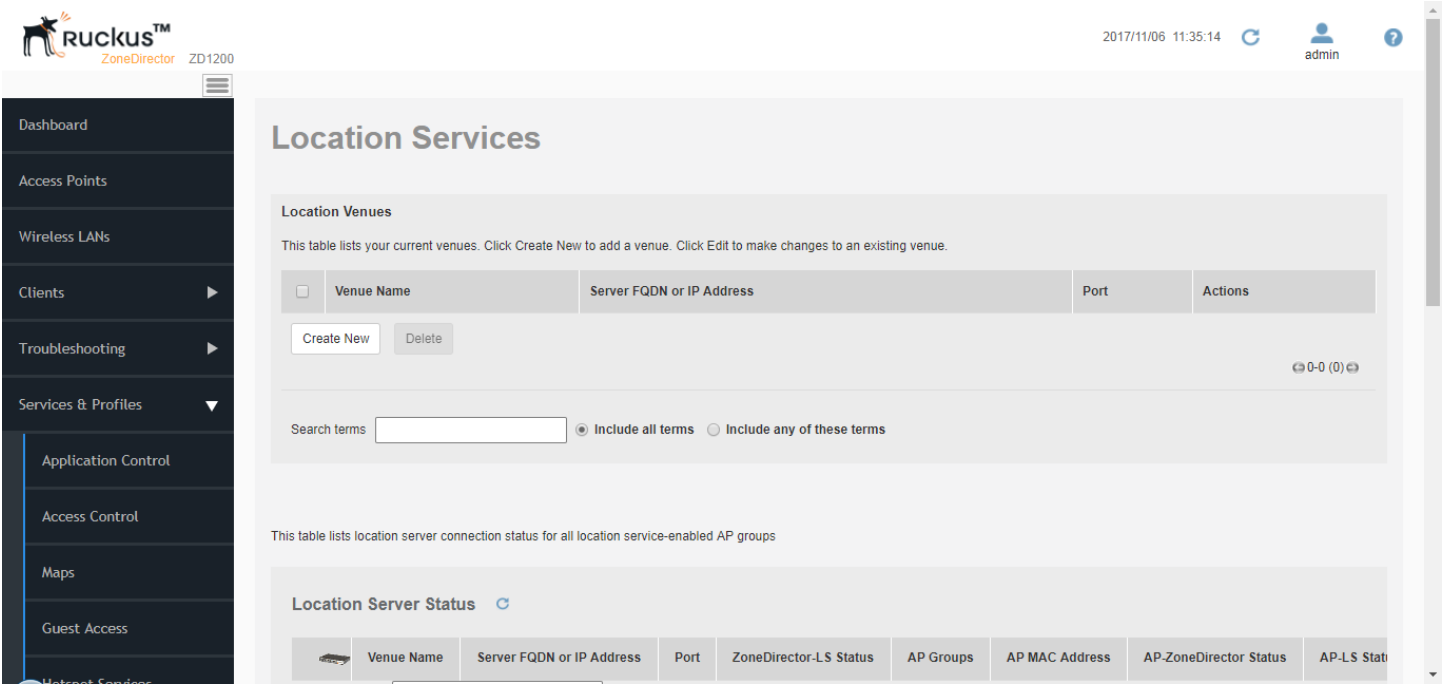 Ruckus™
ZoneDirector ZD1200
2017/11/06 11:35:14
admin
?
Dashboard
Access Points
Wireless LANs
Clients
Troubleshooting
Services & Profiles
Application Control
Access Control
Maps
Guest Access
Hotspot Services
Location Services
Location Venues
This table lists your current venues. Click Create New to add a venue. Click Edit to make changes to an existing venue.
Venue Name Server FQDN or IP Address Port Actions
Create New Delete
0-0 (0)
Search terms Include all terms Include any of these terms
This table lists location server connection status for all location service-enabled AP groups
Location Server Status
Venue Name Server FQDN or IP Address Port ZoneDirector-LS Status AP Groups AP MAC Address AP-ZoneDirector Status AP-LS Stat